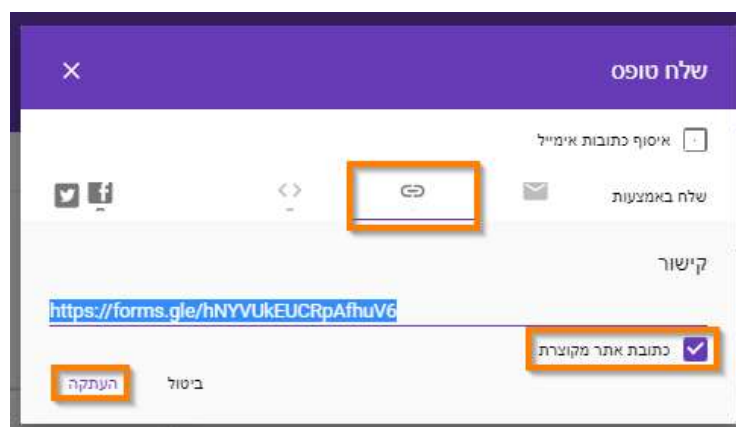 שלח טופס
איסוף כתובות אימייל
שלח באמצעות
קישור
https://forms.gle/hNYVUkEUCRpAfhuV6
כתובת אתר מקוצרת
ביטול העתקה